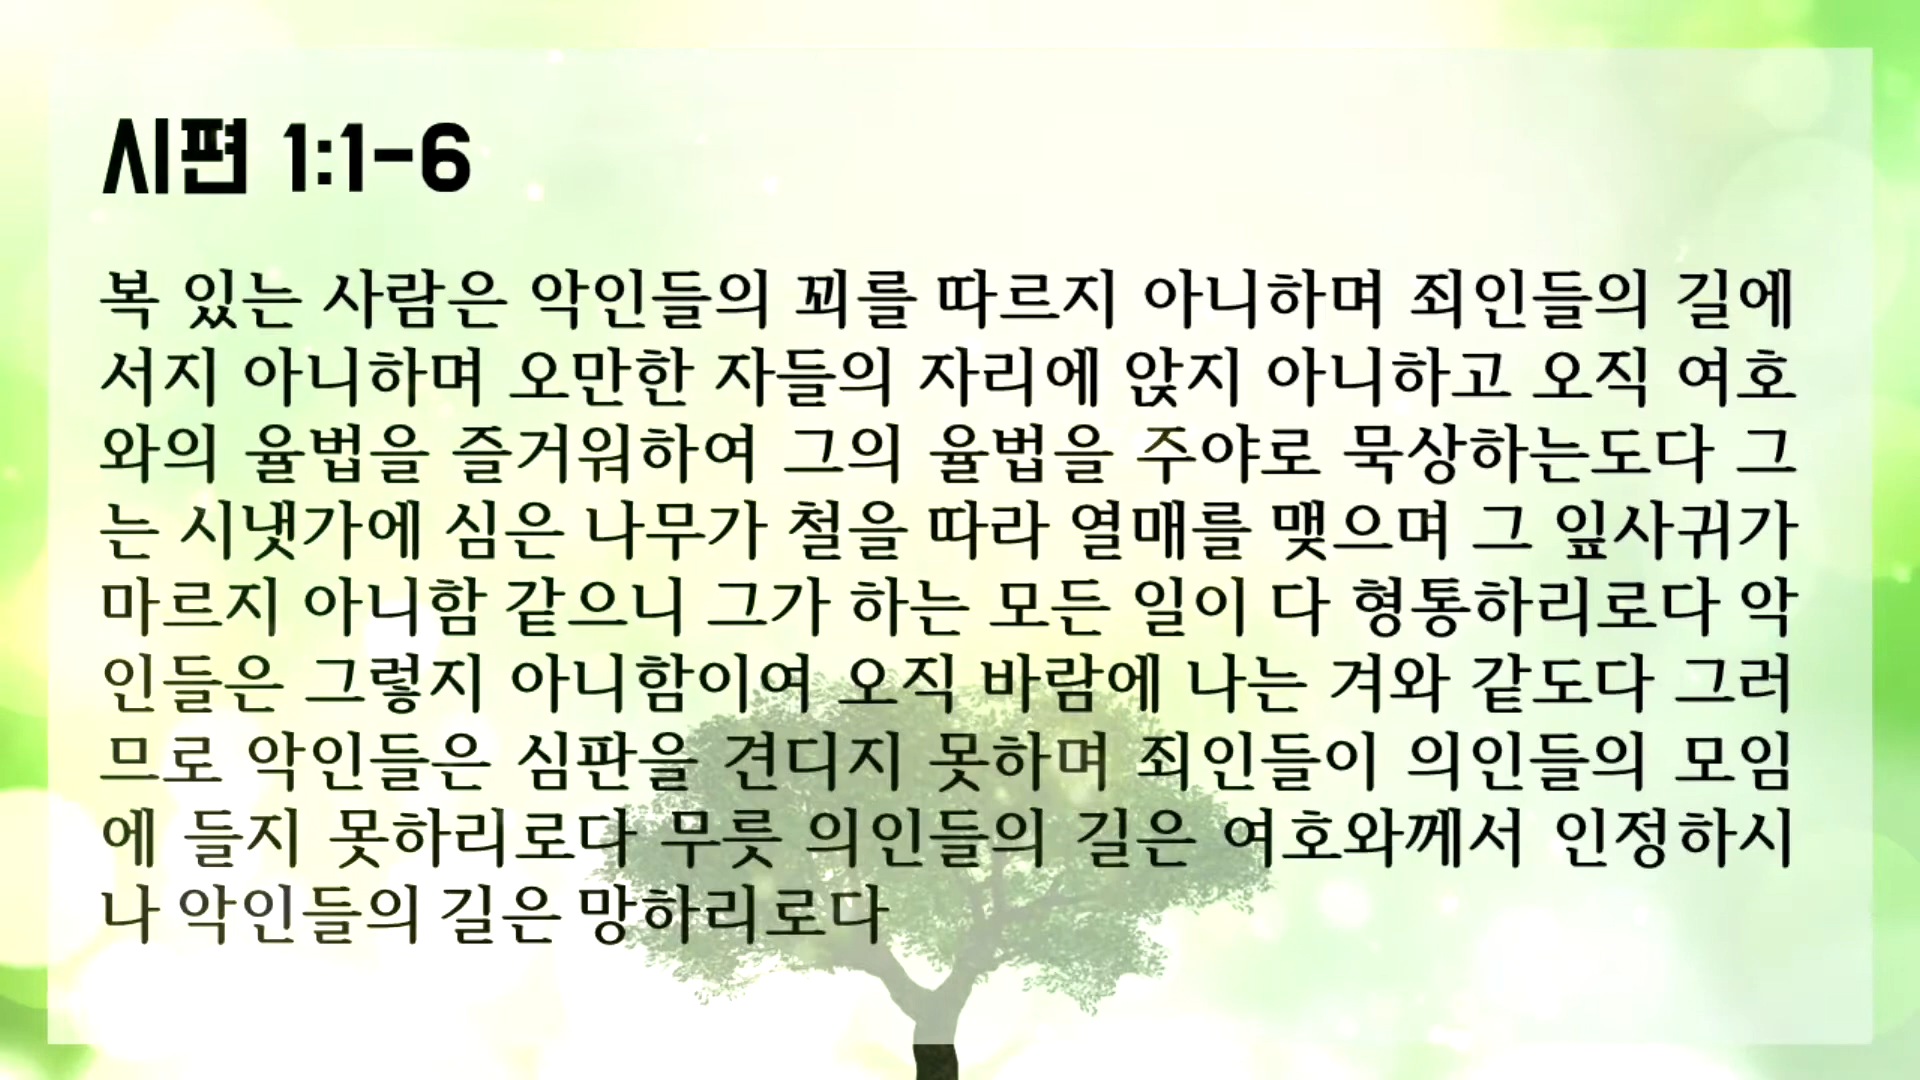 시편 1:1-6
복 있는 사람은 악인들의 꾀를 따르지 아니하며 죄인들의 길에
서지 아니하며 오만한 자들의 자리에 앉지 아니하고 오직 여호
와의 율법을 즐거워하여 그의 율법을 주야로 묵상하는도다 그
는 시냇가에 심은 나무가 철을 따라 열매를 맺으며 그 잎사귀가
마르지 아니함 같으니 그가 하는 모든 일이 다 형통하리로다 악
인들은 그렇지 아니함이여 오직 바람에 나는 겨와 같도다 그러
므로 악인들은 심판을 견디지 못하며 죄인들이 의인들의 모임
에 들지 못하리로다 무릇 의인들의 길은 여호와께서 인정하시
나 악인들의 길은 망하리로다